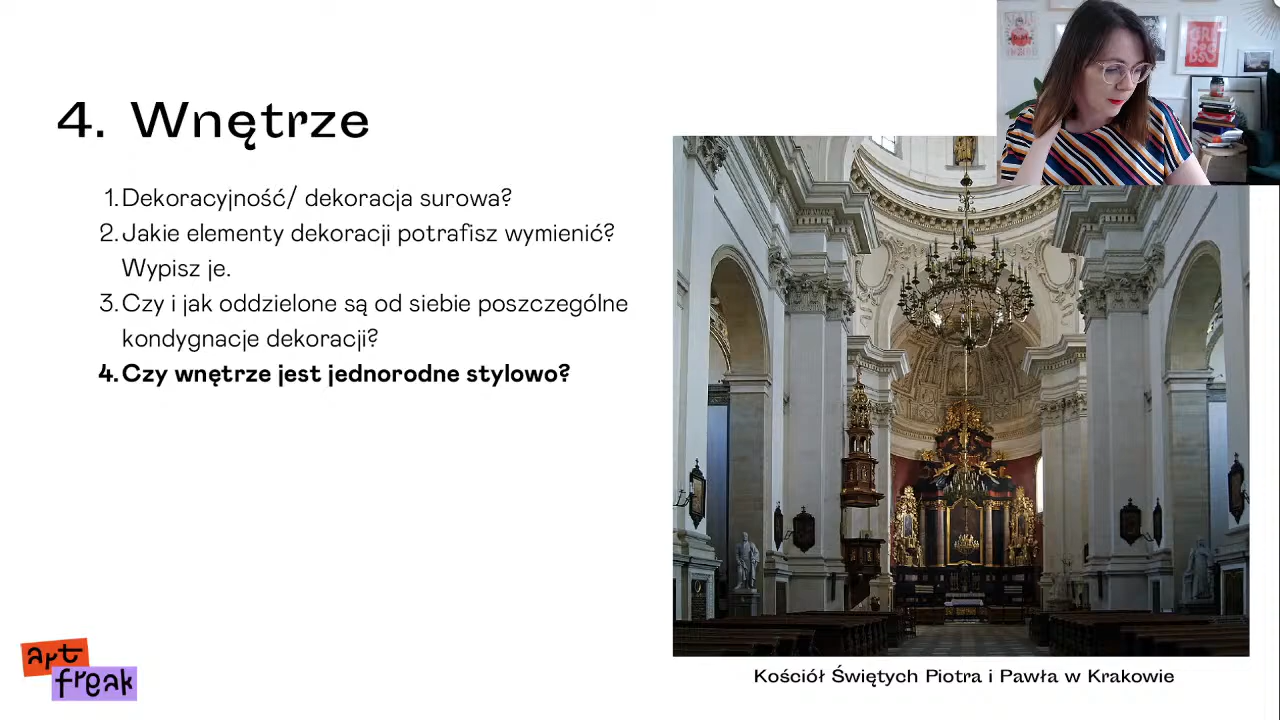 4. Wnętrze
1. Dekoracyjność/ dekoracja surowa?
2. Jakie elementy dekoracji potrafisz wymienić?
Wypisz je.
3. Czy i jak oddzielone są od siebie poszczególne
kondygnacje dekoracji?
4. Czy wnętrze jest jednorodne stylowo?
Kościół Świętych Piotra i Pawła w Krakowie
art
freak
GIRL